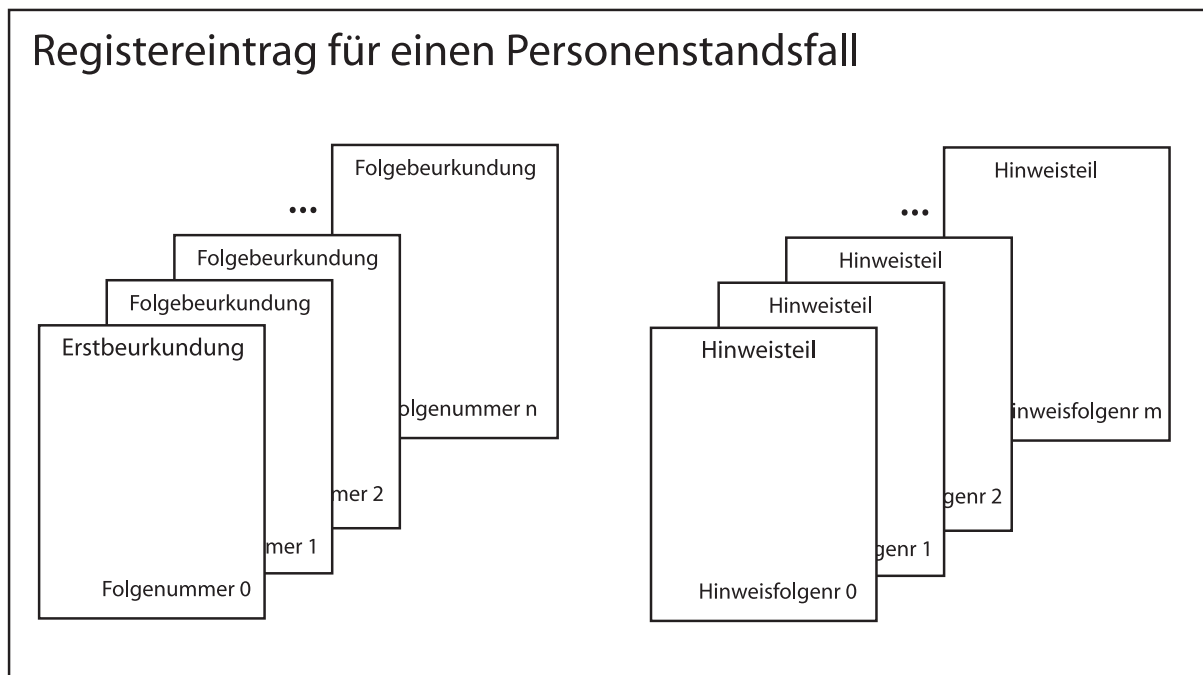 Registereintrag für einen Personenstandsfall
Folgebeurkundung
...
Folgebeurkundung
Folgebeurkundung
Erstbeurkundung
olgenummer n
mer 2
mer 1
Folgenummer 0
Hinweisteil
...
Hinweisteil
Hinweisteil
Hinweisteil
inweisfolgenr m
genr 2
genr 1
Hinweisfolgenr 0